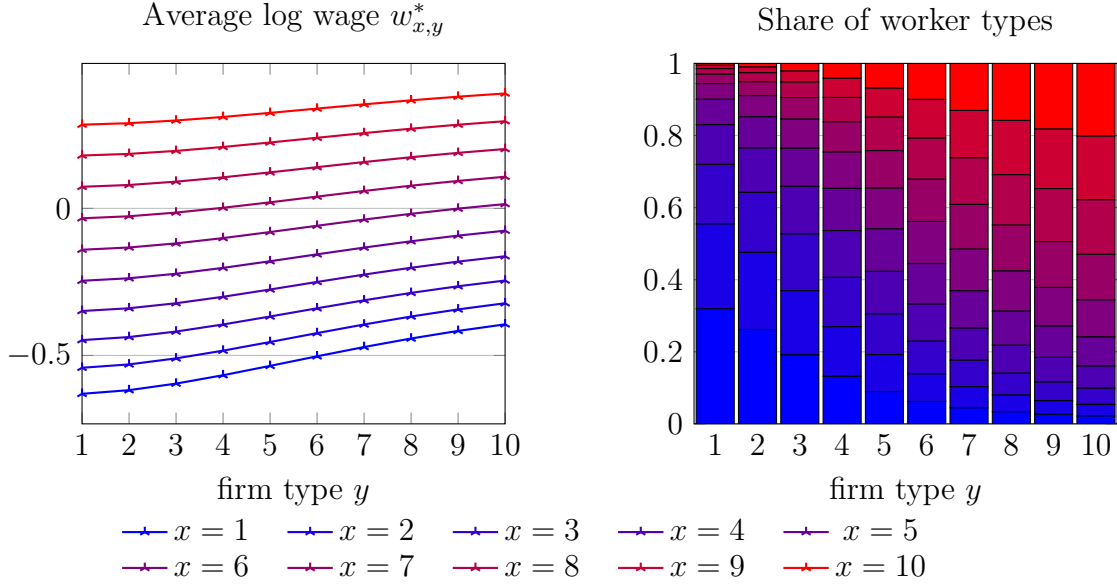 Average log wage $w^*_{x,y}$
Share of worker types
0
−0.5
1 2 3 4 5 6 7 8 9 10
firm type y
1
0.8
0.6
0.4
0.2
0
1 2 3 4 5 6 7 8 9 10
firm type y
x = 1 x = 2 x = 3 x = 4 x = 5
x = 6 x = 7 x = 8 x = 9 x = 10